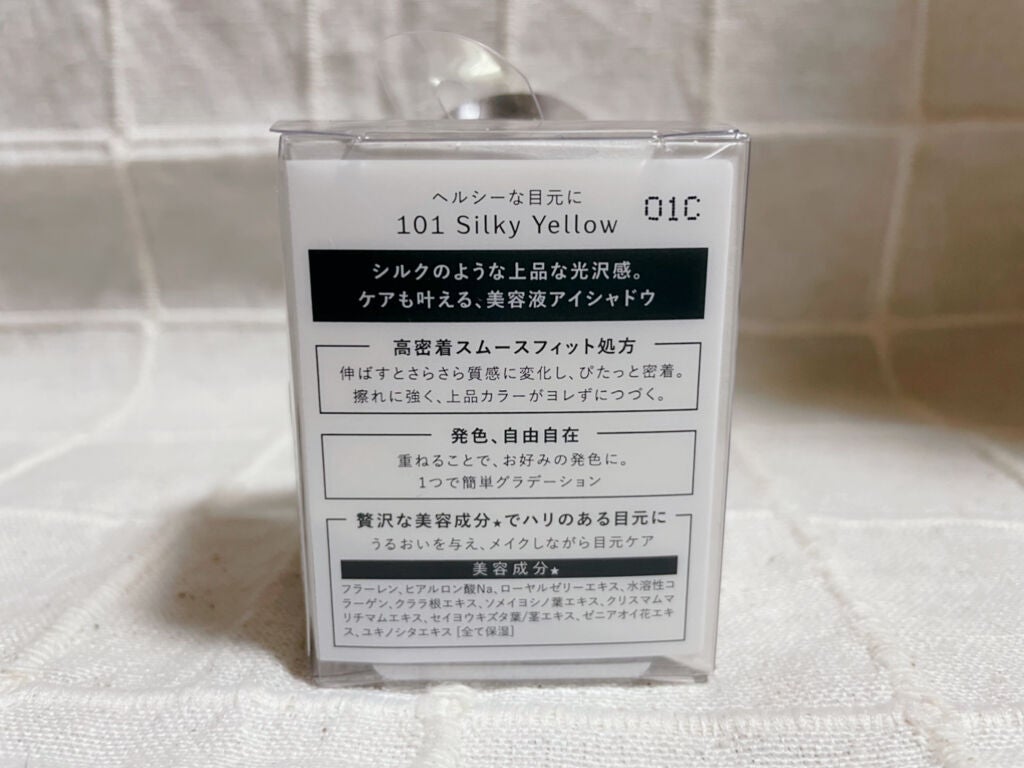 ヘルシーな目元に
101 Silky Yellow
01C
シルクのような上品な光沢感。
ケアも叶える、美容液アイシャドウ
高密着スムースフィット処方
伸ばすとさらさら質感に変化し、ぴたっと密着。
擦れに強く、上品カラーがヨレずにつづく。
発色、自由自在
重ねることで、お好みの発色に。
1つで簡単グラデーション
贅沢な美容成分★でハリのある目元に
うるおいを与え、メイクしながら目元ケア
美容成分★
フラーレン、ヒアルロン酸Na、ローヤルゼリーエキス、水溶性コ
ラーゲン、クララ根エキス、ソメイヨシノ葉エキス、クリスマムマ
リチマムエキス、セイヨウキズタ葉/茎エキス、ゼニアオイ花エキ
ス、ユキノシタエキス [全て保湿]